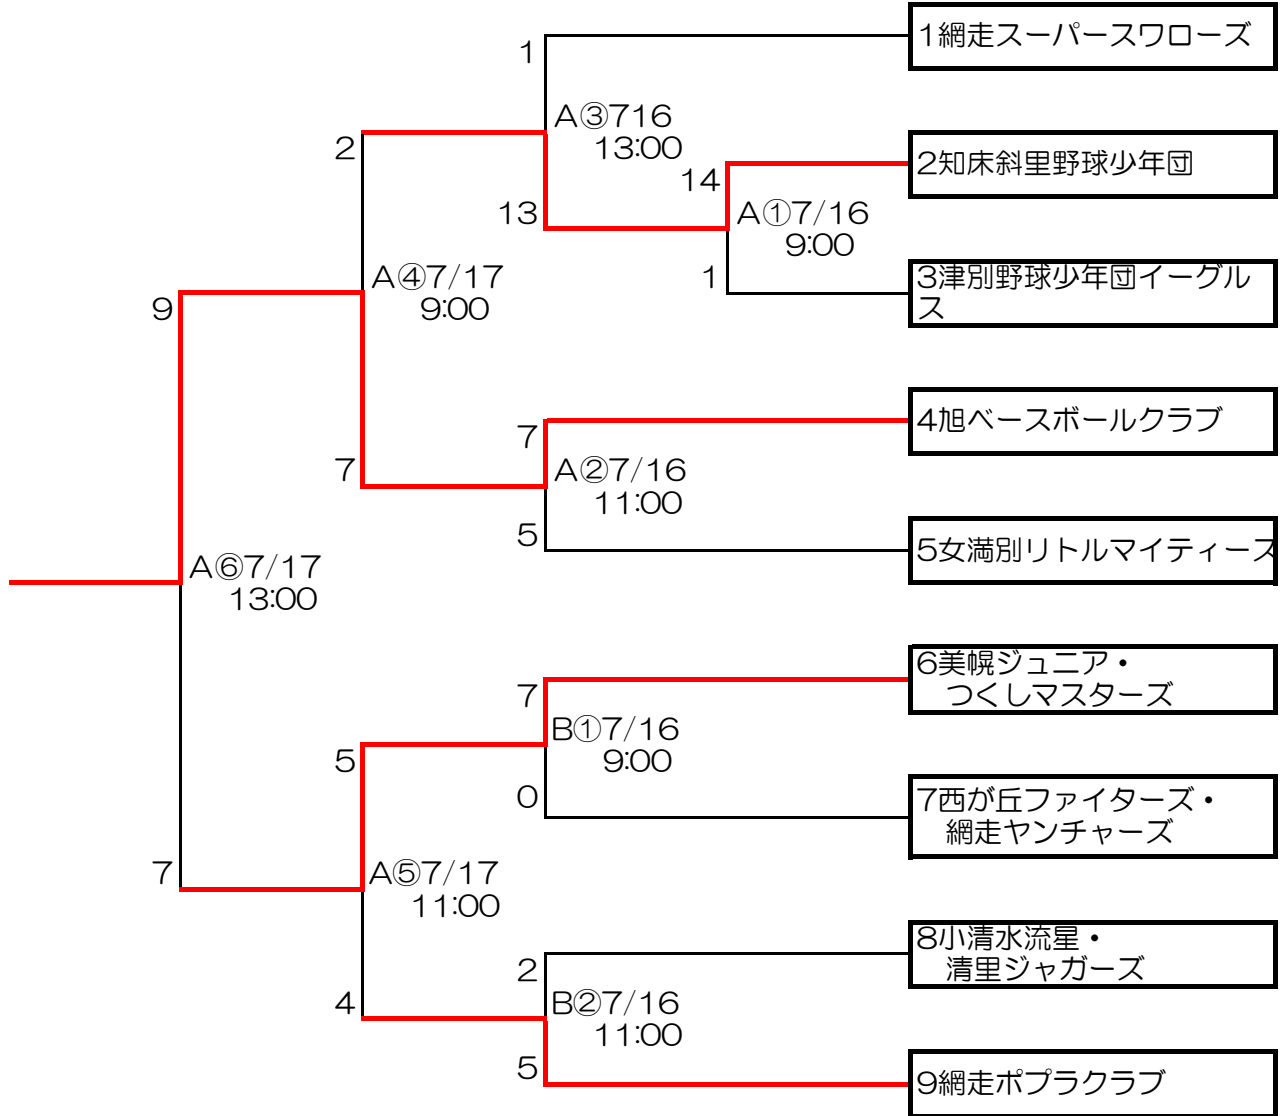 1
1網走スーパースワローズ
A③716
13:00
2
14
2知床斜里野球少年団
13
A①7/16
9:00
1
3津別野球少年団イーグル
ス
A④7/17
9:00
9
7
4旭ベースボールクラブ
7
A②7/16
11:00
5
5女満別リトルマイティーズ
A⑥7/17
13:00
7
6美幌ジュニア・
つくしマスターズ
B①7/16
9:00
5
0
7西が丘ファイターズ・
網走ヤンチャーズ
7
A⑤7/17
11:00
2
8小清水流星・
清里ジャガーズ
4
B②7/16
11:00
5
9網走ポプラクラブ